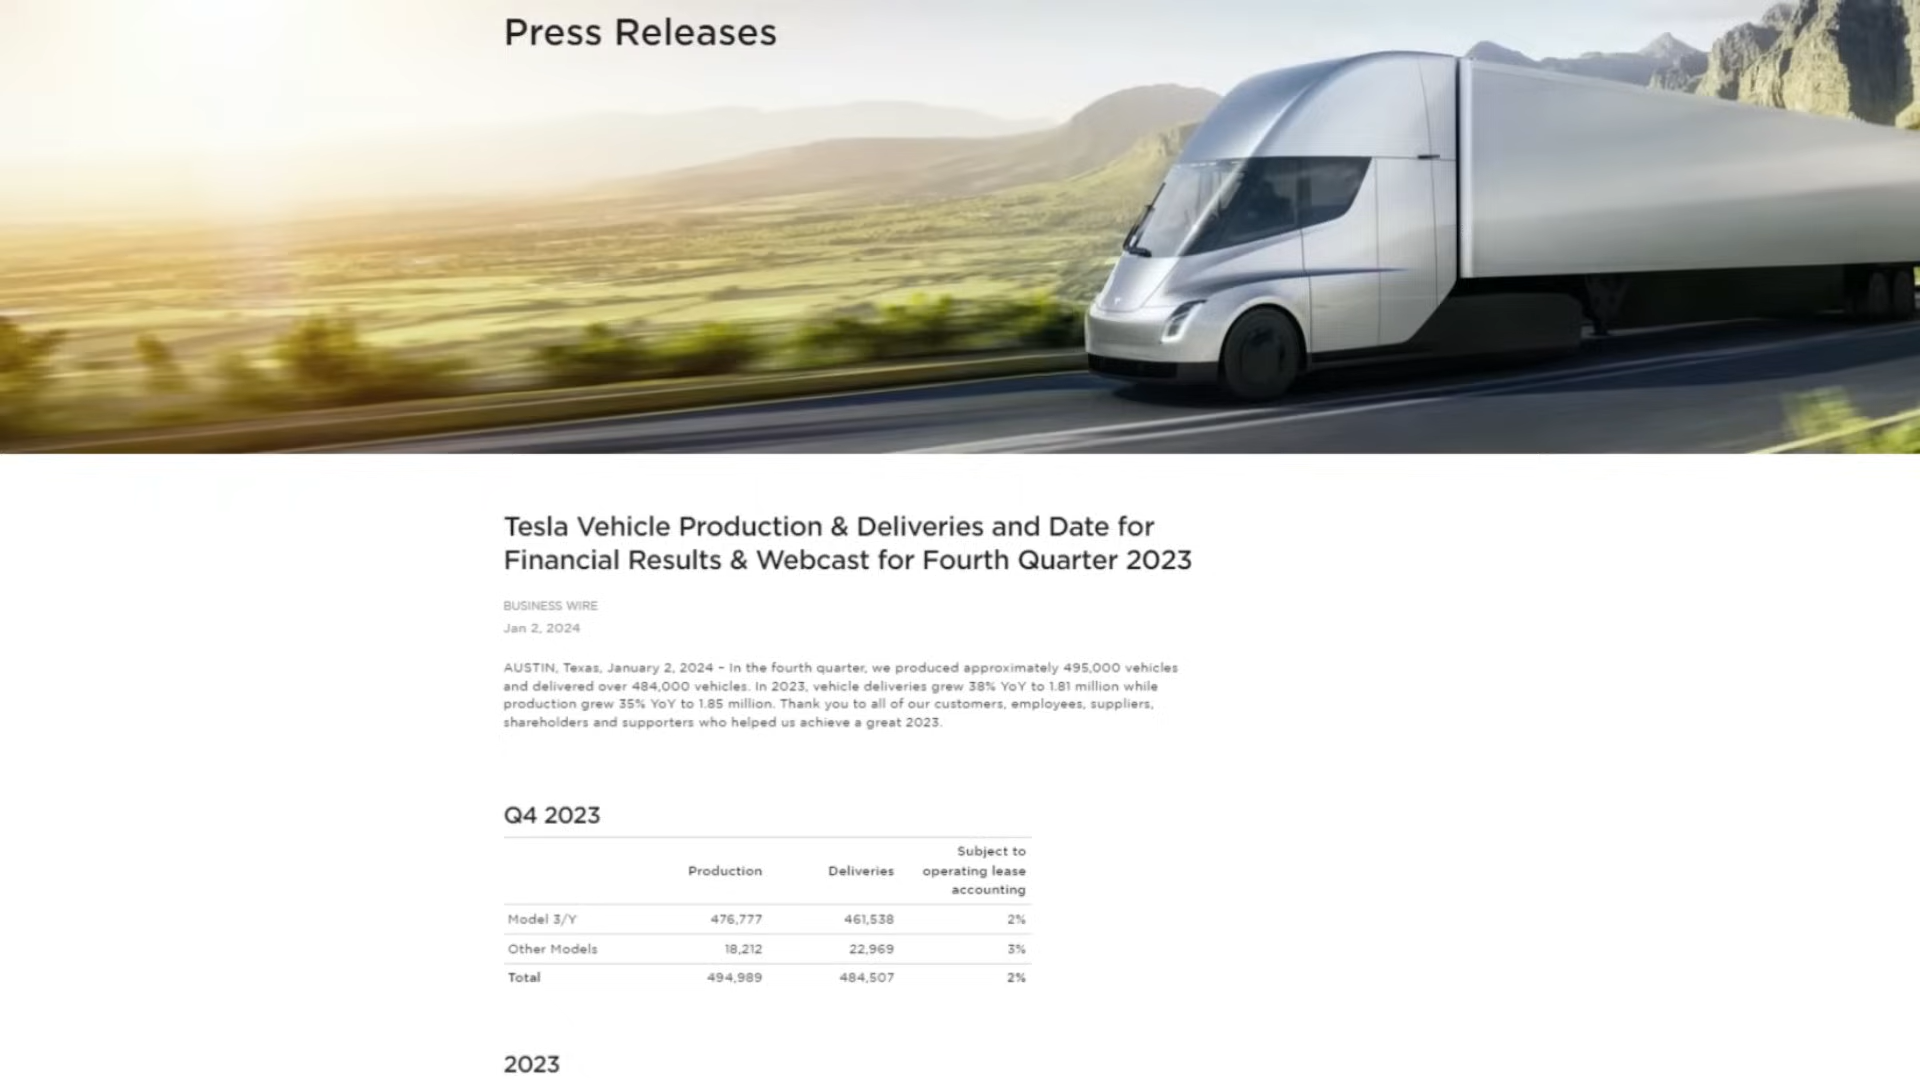 Press Releases
Tesla Vehicle Production & Deliveries and Date for
Financial Results & Webcast for Fourth Quarter 2023
BUSINESS WIRE
Jan 2, 2024
AUSTIN, Texas, January 2, 2024 – In the fourth quarter, we produced approximately 495,000 vehicles
and delivered over 484,000 vehicles. In 2023, vehicle deliveries grew 38% YoY to 1.81 million while
production grew 35% YoY to 1.85 million. Thank you to all of our customers, employees, suppliers,
shareholders and supporters who helped us achieve a great 2023.
Q4 2023
Production Deliveries Subject to operating lease accounting
Model 3/Y 476,777 461,538 2%
Other Models 18,212 22,969 3%
Total 494,989 484,507 2%
2023